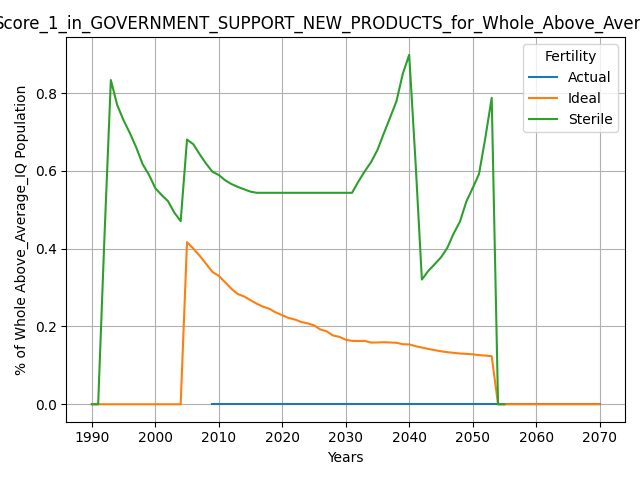 Score_1_in_GOVERNMENT_SUPPORT_NEW_PRODUCTS_for_Whole_Above_Aver
Fertility
Actual
Ideal
Sterile
% of Whole Above_Average_IQ Population
0.8
0.6
0.4
0.2
0.0
1990 2000 2010 2020 2030 2040 2050 2060 2070
Years